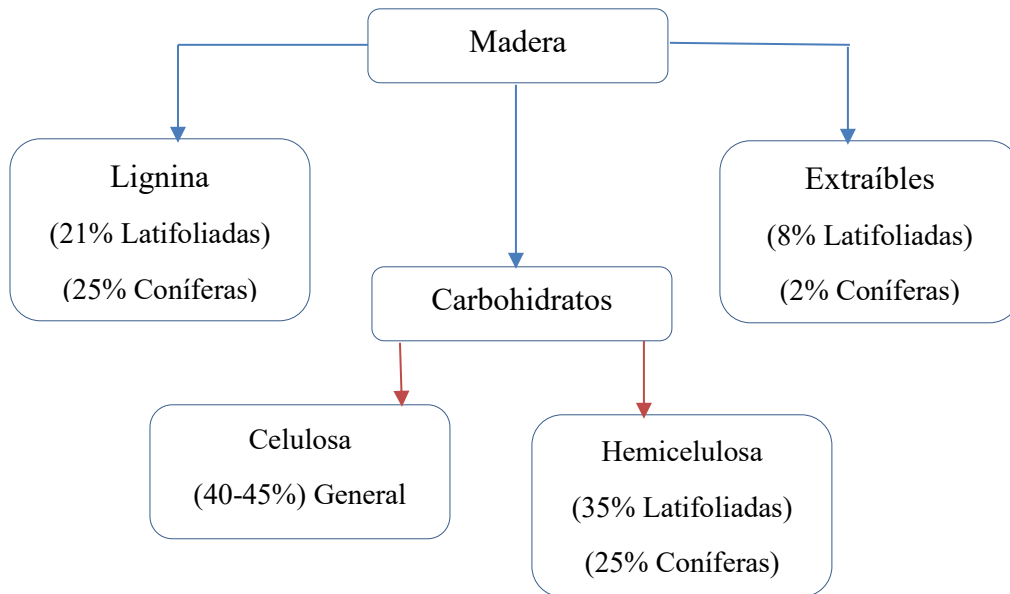 Madera
Lignina
(21% Latifoliadas)
(25% Coníferas)
Extraíbles
(8% Latifoliadas)
(2% Coníferas)
Carbohidratos
Celulosa
(40-45%) General
Hemicelulosa
(35% Latifoliadas)
(25% Coníferas)